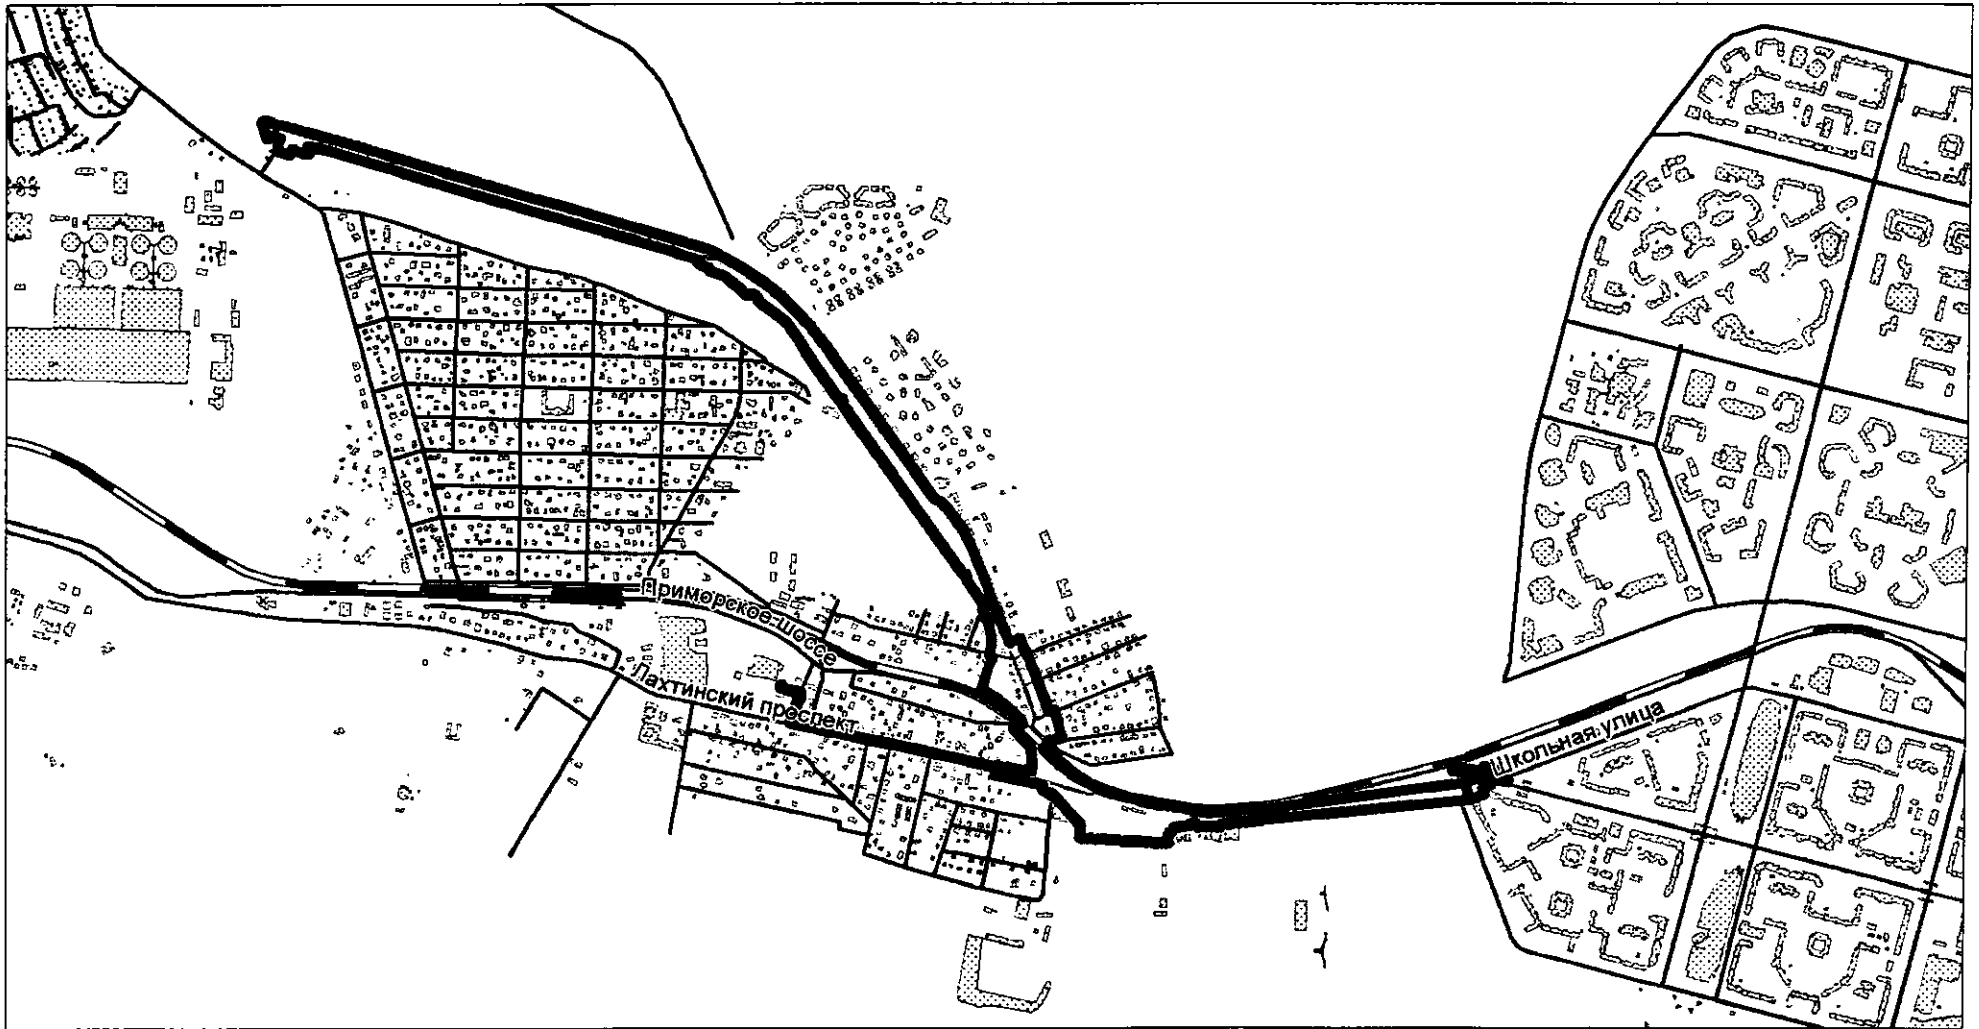 Приморское шоссе
Лахтинский проспект
Школьная улица